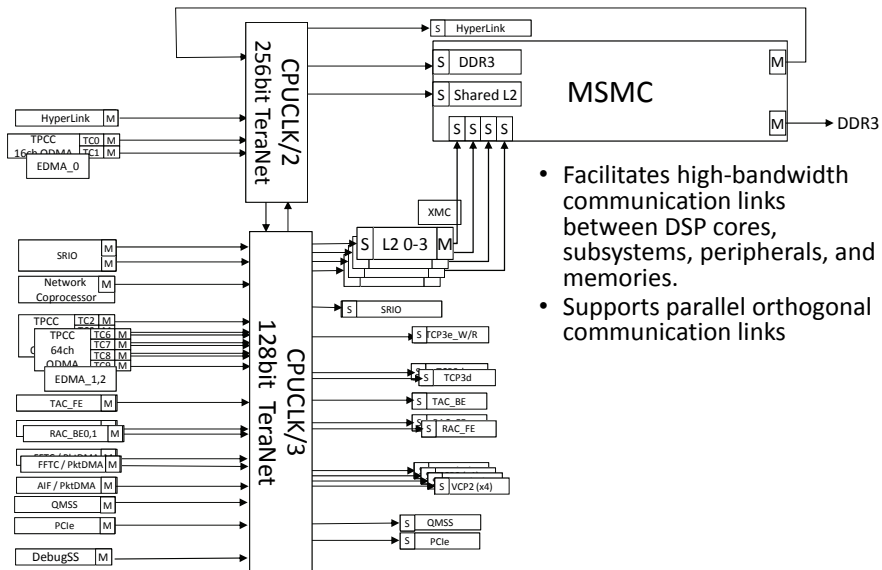 S HyperLink
S DDR3
M
MSMC
S Shared L2
M DDR3
S S S S
CPUCLK/2
256bit TeraNet
HyperLink M
TPCC TC0 M
16ch QDMA TC1 M
EDMA_0
XMC
S L2 0-3 M
• Facilitates high-bandwidth
communication links
between DSP cores,
subsystems, peripherals, and
memories.
• Supports parallel orthogonal
communication links
CPUCLK/3
128bit TeraNet
SRIO M
M
Network
Coprocessor M
TPCC TC2 M
TPCC TC6 M
64ch TC7 M
QDMA TC8 M
TC9 M
EDMA_1,2
TAC_FE M
RAC_BE0,1 M
FFTC / PktDMA M
AIF / PktDMA M
QMSS M
PCIe M
DebugSS M
S SRIO
S TCP3e_W/R
S
S TCP3d
S TAC_BE
S
S RAC_FE
S VCP2 (x4)
S QMSS
S PCIe